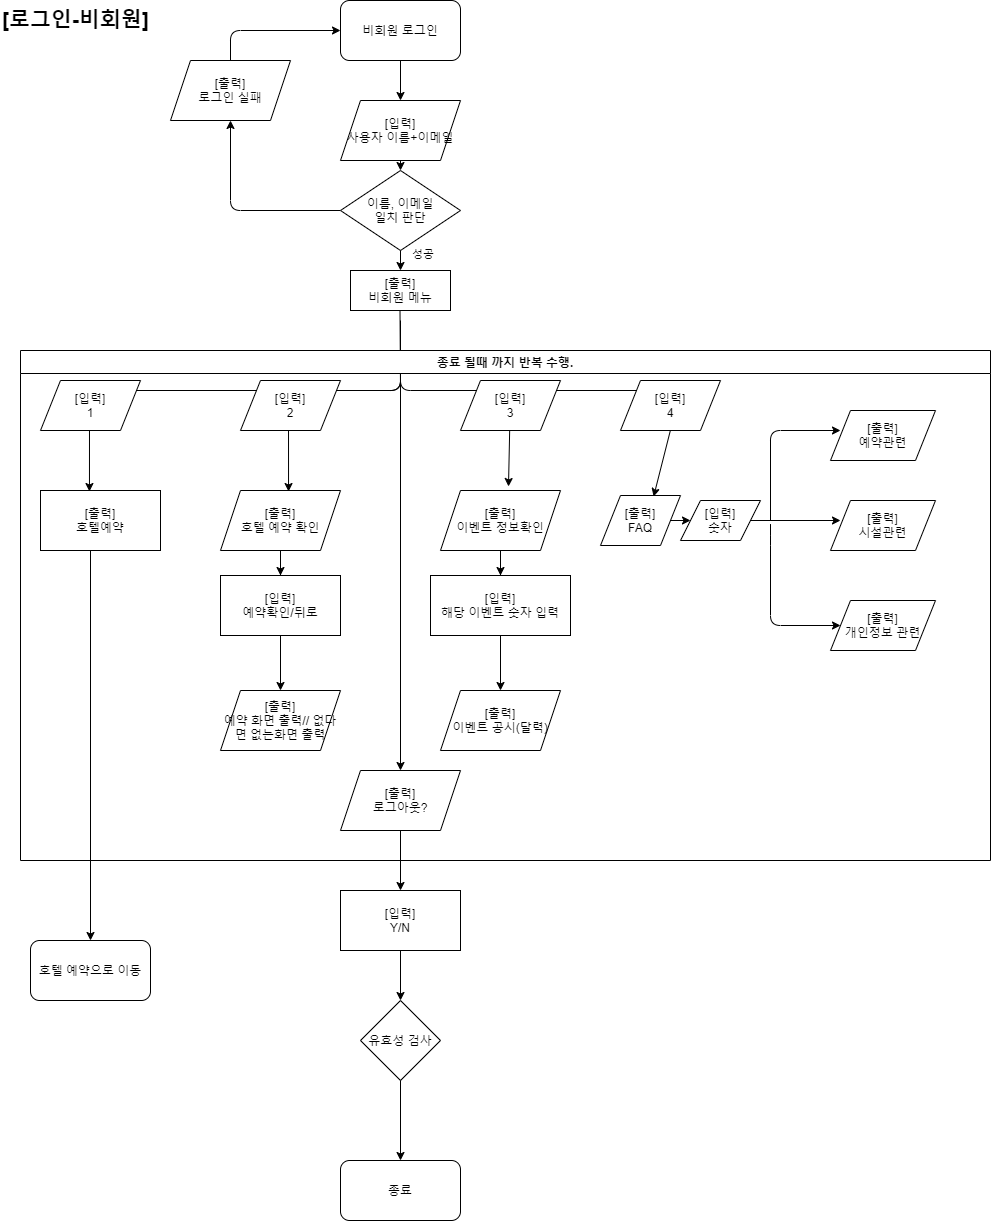 [로그인-비회원]
비회원 로그인
[출력]
로그인 실패
[입력]
사용자 이름+이메일
이름, 이메일
일치 판단
성공
[출력]
비회원 메뉴
종료 될때 까지 반복 수행.
[입력]
1
[입력]
2
[입력]
3
[입력]
4
[출력]
예약관련
[출력]
호텔예약
[출력]
호텔 예약 확인
[출력]
이벤트 정보확인
[출력]
FAQ
[입력]
숫자
[출력]
시설관련
[입력]
예약확인/뒤로
[입력]
해당 이벤트 숫자 입력
[출력]
개인정보 관련
[출력]
예약 화면 출력// 없다
면 없는화면 출력
[출력]
이벤트 공시(달력)
[출력]
로그아웃?
[입력]
Y/N
호텔 예약으로 이동
유효성 검사
종료